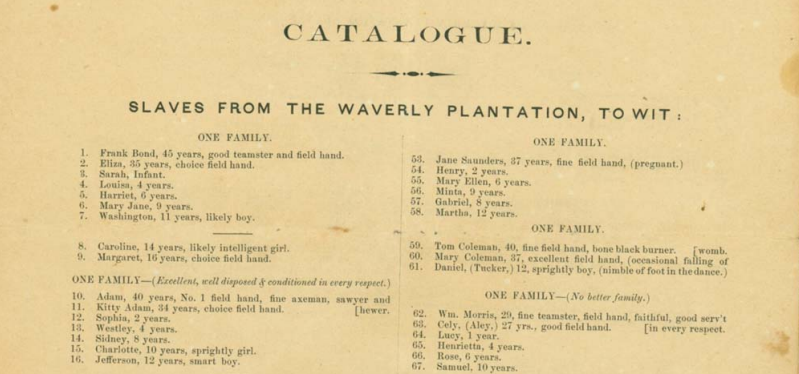 CATALOGUE.
SLAVES FROM THE WAVERLY PLANTATION, TO WIT:
ONE FAMILY.
1. Frank Bond, 45 years, good teamster and field hand.
2. Eliza, 35 years, choice field hand.
3. Sarah, Infant.
4. Louisa, 4 years.
5. Harriet, 6 years.
6. Mary Jane, 9 years.
7. Washington, 11 years, likely boy.
8. Caroline, 14 years, likely intelligent girl.
9. Margaret, 16 years, choice field hand.
ONE FAMILY—(Excellent, well disposed & conditioned in every respect.)
10. Adam, 40 years, No. 1 field hand, fine axeman, sawyer and
11. Kitty Adam, 34 years, choice field hand. [hewer.
12. Sophia, 2 years.
13. Westley, 4 years.
14. Sidney, 8 years.
15. Charlotte, 10 years, sprightly girl.
16. Jefferson, 12 years, smart boy.
ONE FAMILY.
53. Jane Saunders, 37 years, fine field hand, (pregnant.)
54. Henry, 2 years.
55. Mary Ellen, 6 years.
56. Minta, 9 years.
57. Gabriel, 8 years.
58. Martha, 12 years.
ONE FAMILY.
59. Tom Coleman, 40, fine field hand, bone black burner. [womb.
60. Mary Coleman, 37, excellent field hand, (occasional falling of
61. Daniel, (Tucker,) 12, sprightly boy, (nimble of foot in the dance.)
ONE FAMILY—(No better family.)
62. Wm. Morris, 29, fine teamster, field hand, faithful, good serv't
63. Cely, (Aley,) 27 yrs., good field hand. [in every respect.
64. Lucy, 1 year.
65. Henrietta, 4 years.
66. Rose, 6 years.
67. Samuel, 10 years.